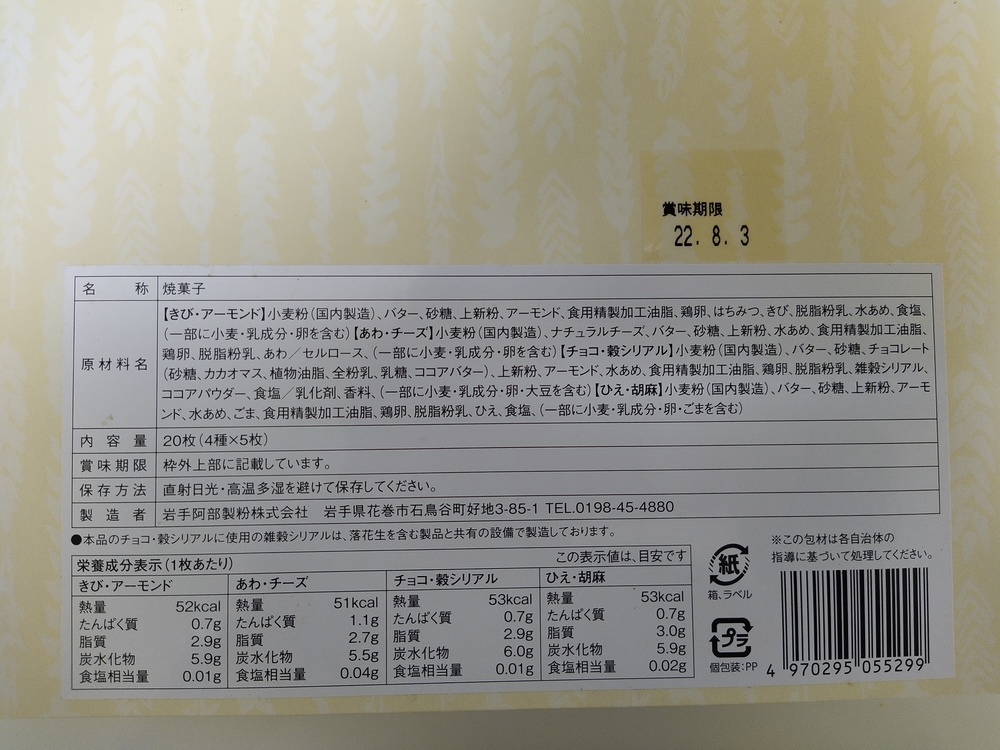 賞味期限
22. 8. 3
名称 焼菓子
原材料名
【きび・アーモンド】小麦粉(国内製造)、バター、砂糖、上新粉、アーモンド、食用精製加工油脂、鶏卵、はちみつ、きび、脱脂粉乳、水あめ、食塩、
(一部に小麦・乳成分・卵を含む)【あわ・チーズ】小麦粉(国内製造)、ナチュラルチーズ、バター、砂糖、上新粉、水あめ、食用精製加工油脂、
鶏卵、脱脂粉乳、あわ/セルロース、(一部に小麦・乳成分・卵を含む)【チョコ・穀シリアル】小麦粉(国内製造)、バター、砂糖、チョコレート
(砂糖、カカオマス、植物油脂、全粉乳、乳糖、ココアバター)、上新粉、アーモンド、水あめ、食用精製加工油脂、鶏卵、脱脂粉乳、雑穀シリアル、
ココアパウダー、食塩/乳化剤、香料、(一部に小麦・乳成分・卵・大豆を含む)【ひえ・胡麻】小麦粉(国内製造)、バター、砂糖、上新粉、アーモ
ンド、水あめ、ごま、食用精製加工油脂、鶏卵、脱脂粉乳、ひえ、食塩、(一部に小麦・乳成分・卵・ごまを含む)
内容量 20枚(4種×5枚)
賞味期限 枠外上部に記載しています。
保存方法 直射日光・高温多湿を避けて保存してください。
製造者 岩手阿部製粉株式会社 岩手県花巻市石鳥谷町好地3-85-1 TEL.0198-45-4880
●本品のチョコ・穀シリアルに使用の雑穀シリアルは、落花生を含む製品と共有の設備で製造しております。
栄養成分表示(1枚あたり) この表示値は、目安です
きび・アーモンド あわ・チーズ チョコ・穀シリアル ひえ・胡麻
熱量 52kcal 熱量 51kcal 熱量 53kcal 熱量 53kcal
たんぱく質 0.7g たんぱく質 1.1g たんぱく質 0.7g たんぱく質 0.7g
脂質 2.9g 脂質 2.7g 脂質 2.9g 脂質 3.0g
炭水化物 5.9g 炭水化物 5.5g 炭水化物 6.0g 炭水化物 5.9g
食塩相当量 0.01g 食塩相当量 0.04g 食塩相当量 0.01g 食塩相当量 0.02g
紙
箱、ラベル
プラ
個包装:PP
※この包材は各自治体の
指導に基づいて処理してください。
4 970295 055299